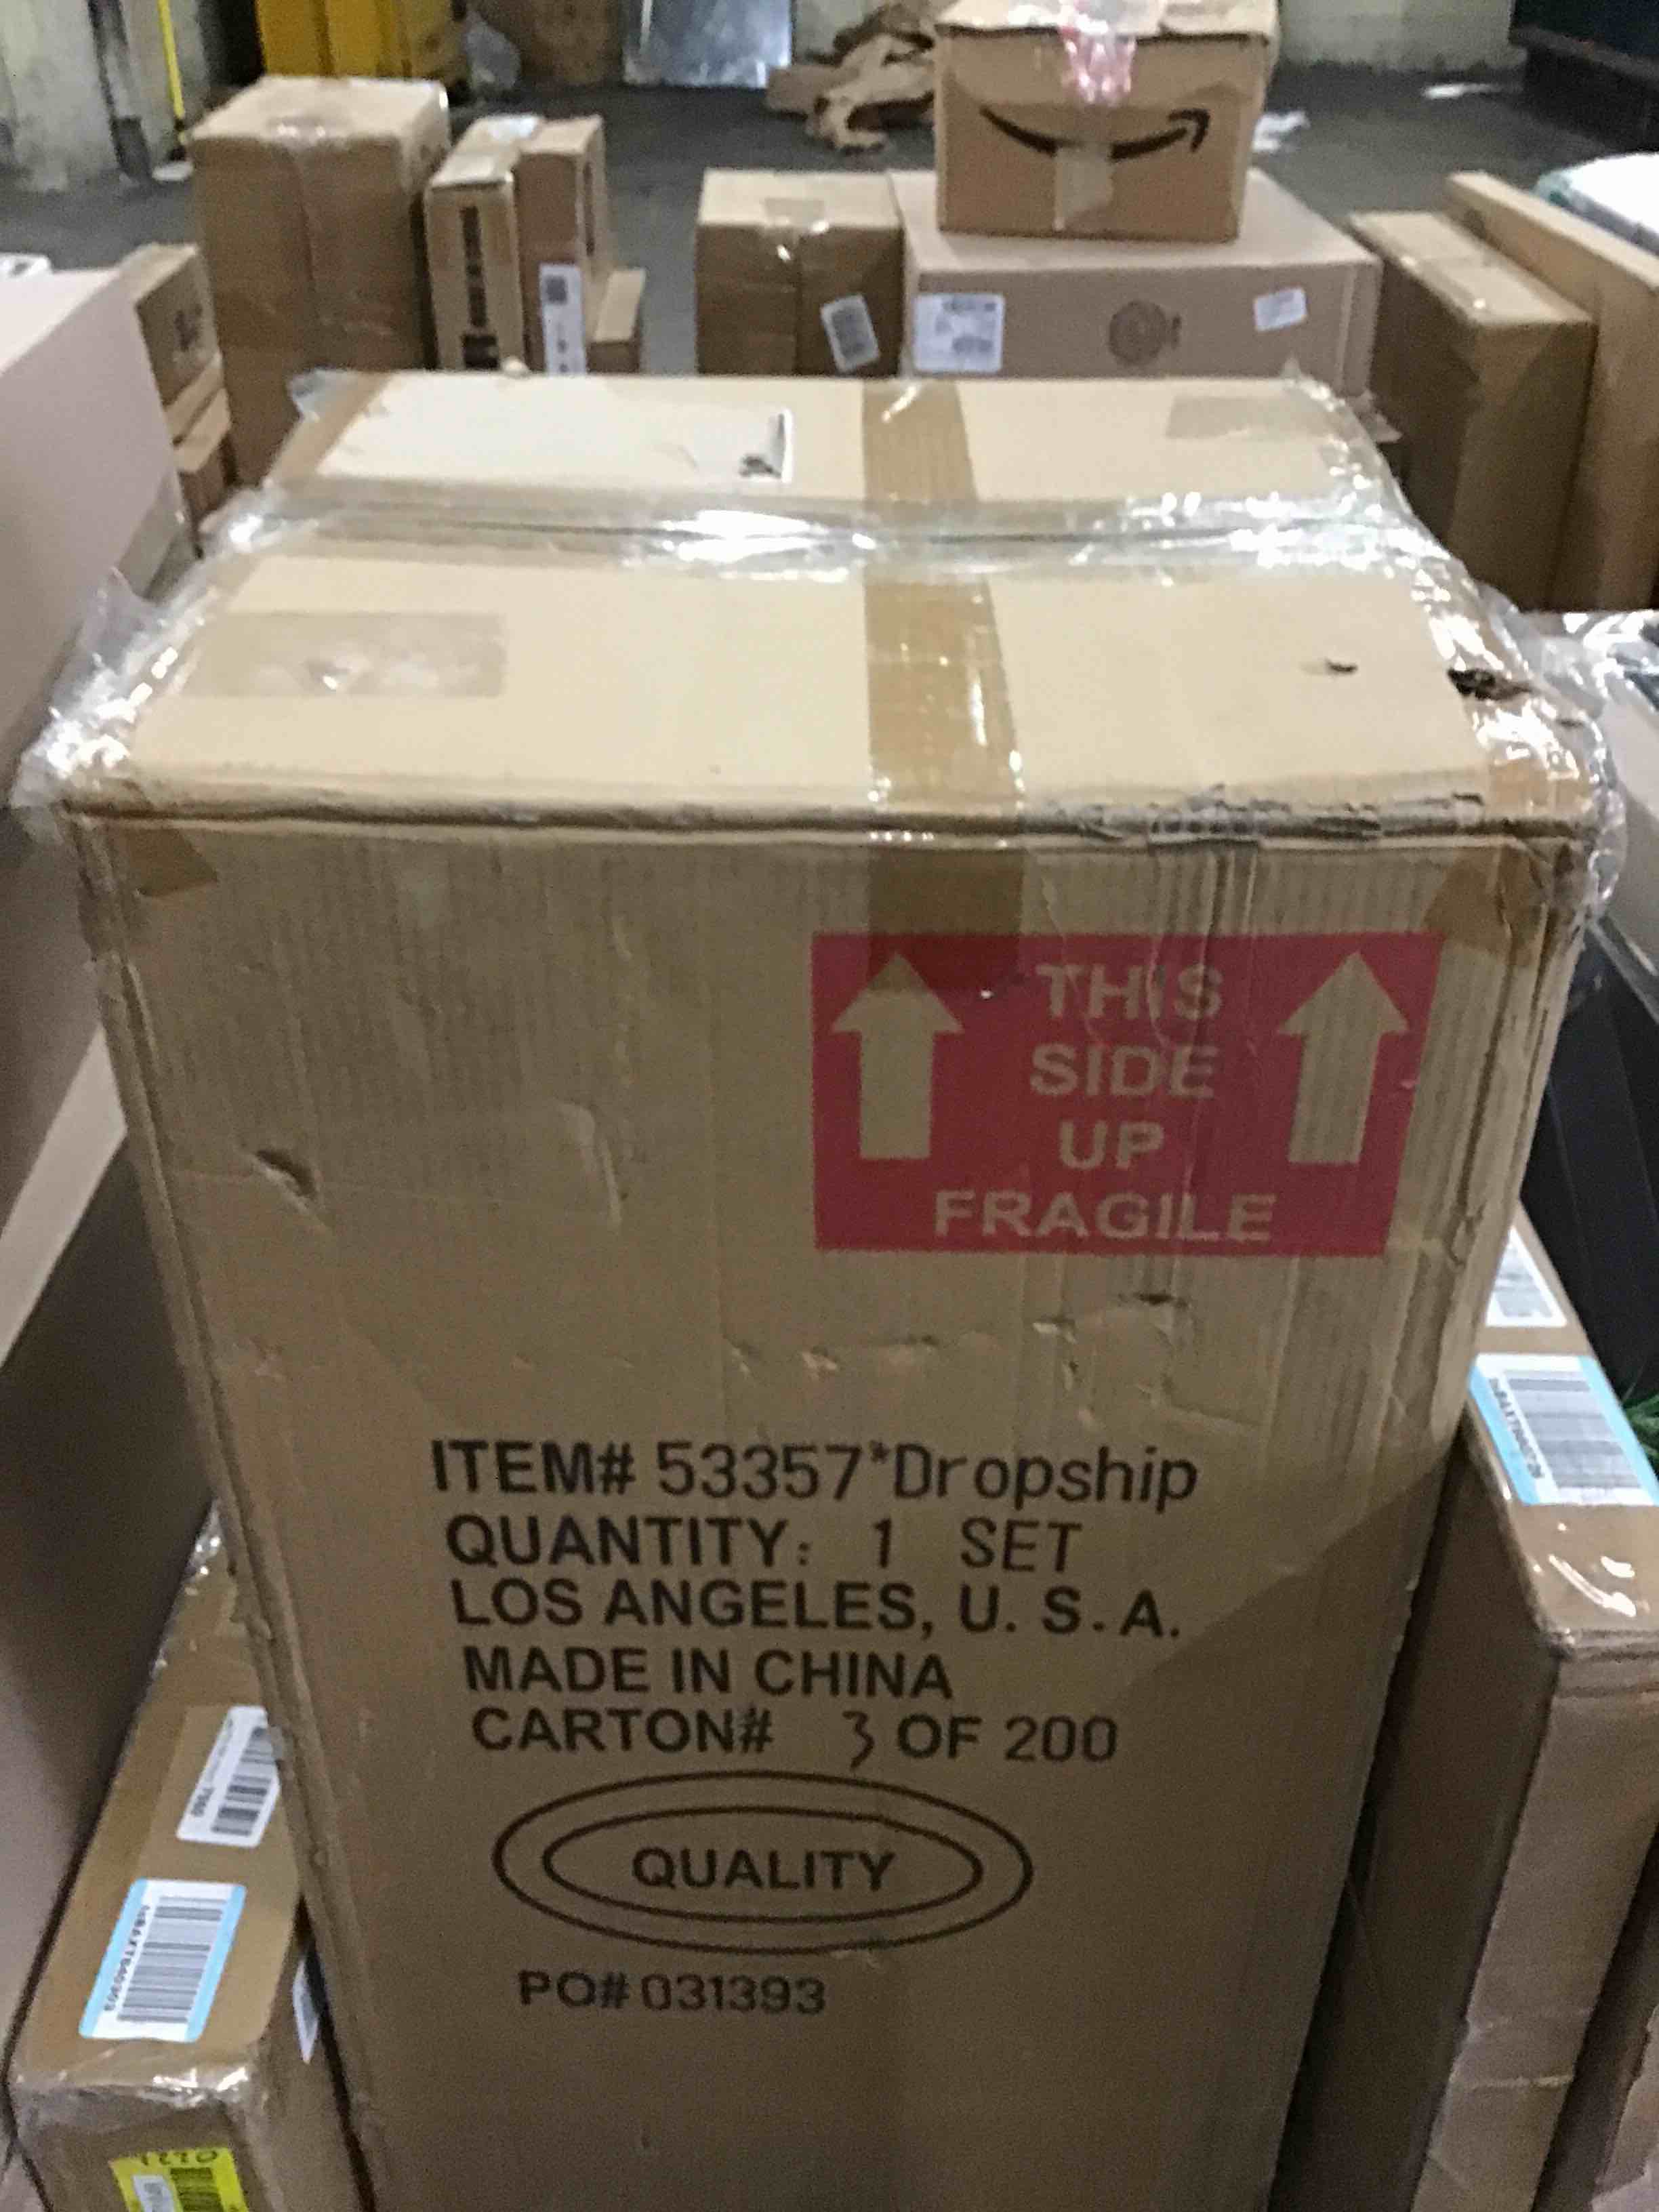 THIS
SIDE
UP
FRAGILE
ITEM# 53357*Dropship
QUANTITY: 1 SET
LOS ANGELES, U.S.A.
MADE IN CHINA
CARTON# 3 OF 200
QUALITY
PO# 031393